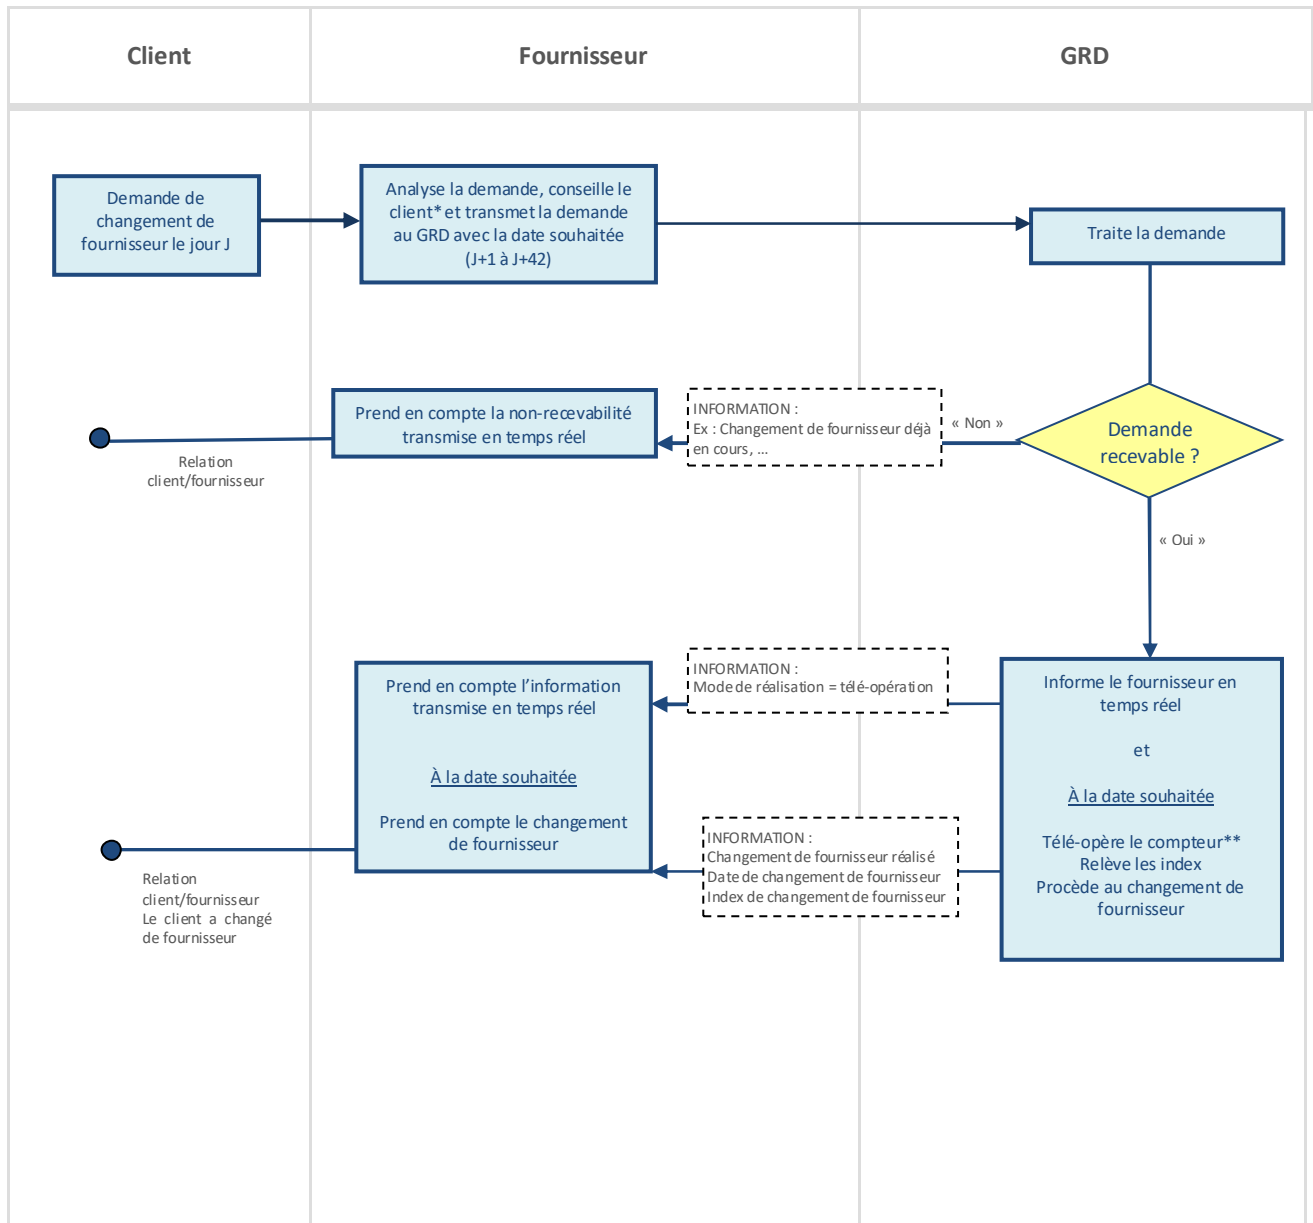 Client
Fournisseur
GRD
Demande de
changement de
fournisseur le jour J
Analyse la demande, conseille le
client* et transmet la demande
au GRD avec la date souhaitée
(J+1 à J+42)
Traite la demande
Prend en compte la non-recevabilité
transmise en temps réel
INFORMATION :
Ex : Changement de fournisseur déjà
en cours, ...
« Non »
Demande
recevable ?
Relation
client/fournisseur
« Oui »
Prend en compte l'information
transmise en temps réel
À la date souhaitée
Prend en compte le changement
de fournisseur
INFORMATION :
Mode de réalisation = télé-opération
Informe le fournisseur en
temps réel
et
À la date souhaitée
Télé-opère le compteur**
Relève les index
Procède au changement de
fournisseur
INFORMATION :
Changement de fournisseur réalisé
Date de changement de fournisseur
Index de changement de fournisseur
Relation
client/fournisseur
Le client a changé
de fournisseur